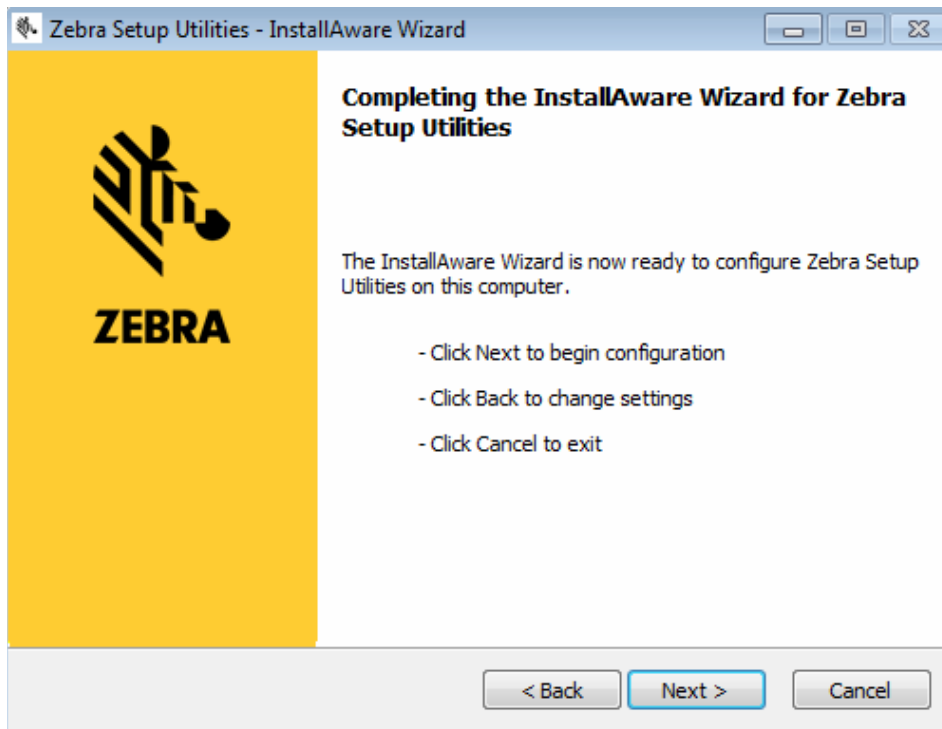 Zebra Setup Utilities - InstallAware Wizard
Completing the InstallAware Wizard for Zebra
Setup Utilities
ZEBRA
The InstallAware Wizard is now ready to configure Zebra Setup
Utilities on this computer.
- Click Next to begin configuration
- Click Back to change settings
- Click Cancel to exit
< Back
Next >
Cancel